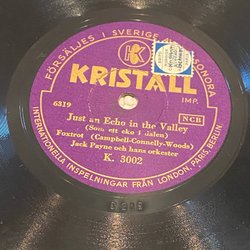 FÖRSÄLJES I SVERIGE AV SONORA
K
KRISTALL
IMP.
6319
NCB
Just an Echo in the Valley
(Som ett eko i dalen)
Foxtrot (Campbell-Connelly-Woods)
Jack Payne och hans orkester
K. 3002
INTERNATIONELLA INSPELNINGAR FRÅN LONDON, PARIS BERLIN